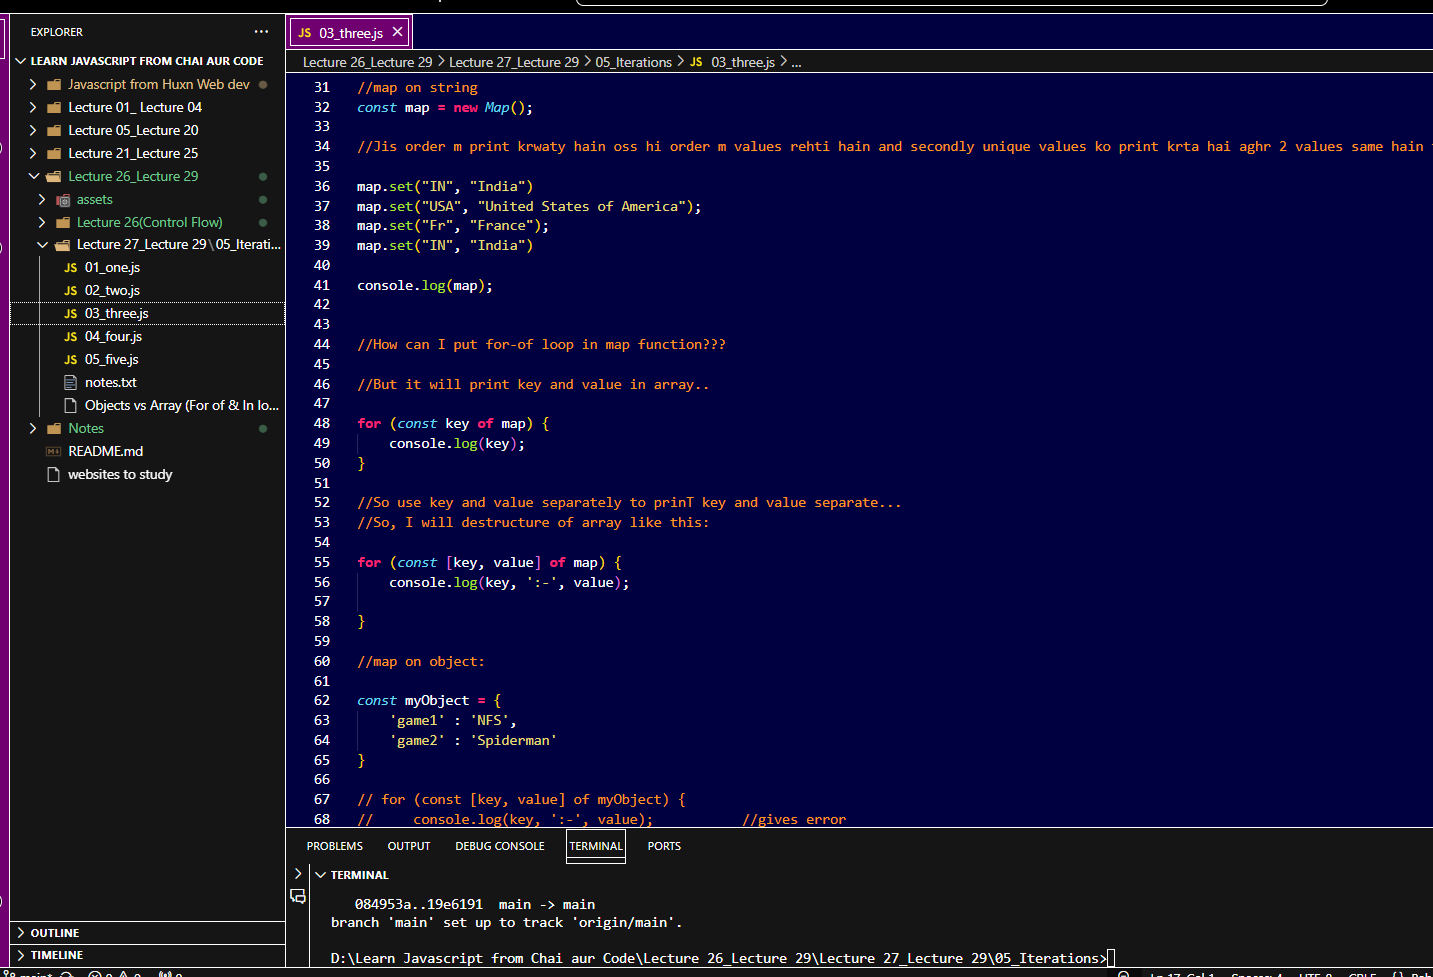 EXPLORER
LEARN JAVASCRIPT FROM CHAI AUR CODE
Javascript from Huxn Web dev
Lecture 01_ Lecture 04
Lecture 05_Lecture 20
Lecture 21_Lecture 25
Lecture 26_Lecture 29
assets
Lecture 26(Control Flow)
Lecture 27_Lecture 29\05_Iterati...
JS 01_one.js
JS 02_two.js
JS 03_three.js
JS 04_four.js
JS 05_five.js
notes.txt
Objects vs Array (For of & In lo...
Notes
README.md
websites to study
OUTLINE
TIMELINE
JS 03_three.js
Lecture 26_Lecture 29 > Lecture 27_Lecture 29 > 05_Iterations > JS 03_three.js > ...
31 //map on string
32 const map = new Map();
33
34 //Jis order m print krwaty hain oss hi order m values rehti hain and secondly unique values ko print krta hai aghr 2 values same hain
35
36 map.set("IN", "India")
37 map.set("USA", "United States of America");
38 map.set("Fr", "France");
39 map.set("IN", "India")
40
41 console.log(map);
42
43
44 //How can I put for-of loop in map function???
45
46 //But it will print key and value in array..
47
48 for (const key of map) {
49 console.log(key);
50 }
51
52 //So use key and value separately to prinT key and value separate...
53 //So, I will destructure of array like this:
54
55 for (const [key, value] of map) {
56 console.log(key, ':-', value);
57
58 }
59
60 //map on object:
61
62 const myObject = {
63 'game1' : 'NFS',
64 'game2' : 'Spiderman'
65 }
66
67 // for (const [key, value] of myObject) {
68 // console.log(key, ':-', value); //gives error
PROBLEMS OUTPUT DEBUG CONSOLE TERMINAL PORTS
TERMINAL
084953a..19e6191 main -> main
branch 'main' set up to track 'origin/main'.
D:\Learn Javascript from Chai aur Code\Lecture 26_Lecture 29\Lecture 27_Lecture 29\05_Iterations>